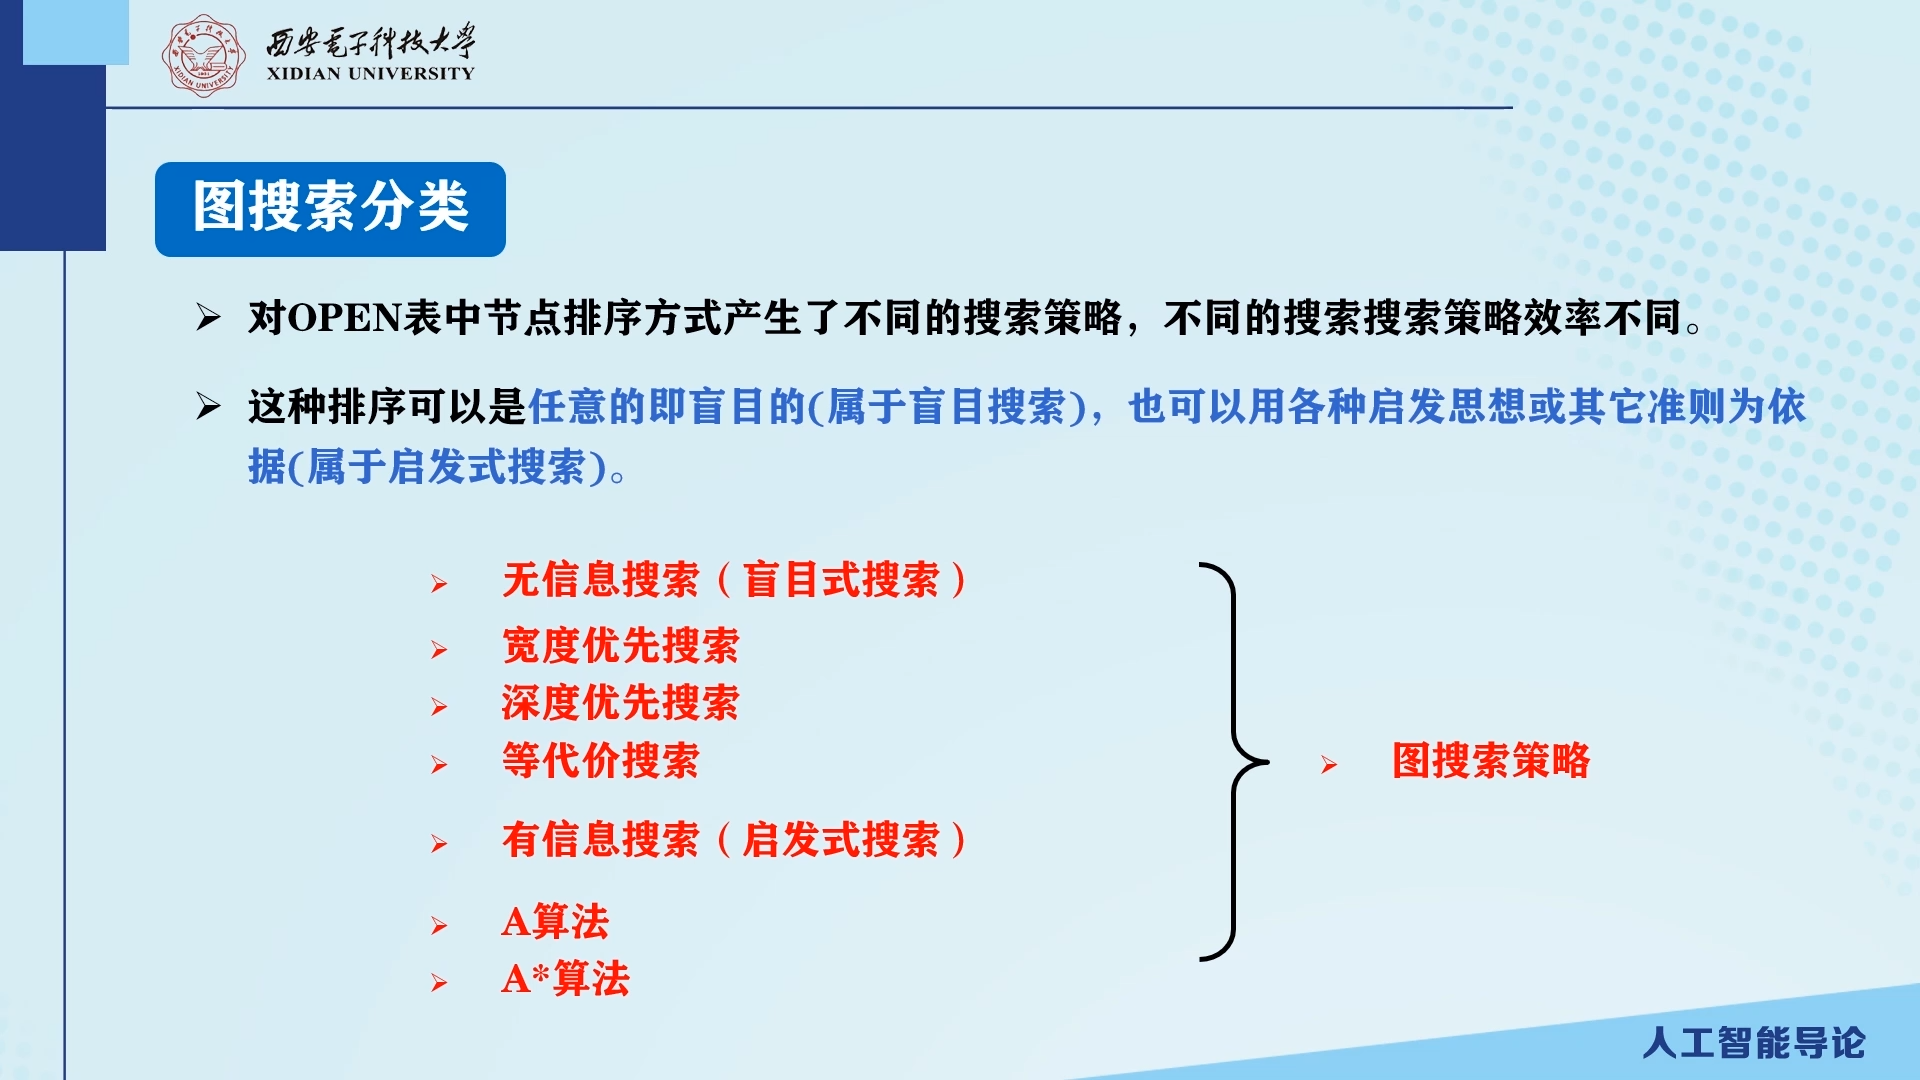 西安电子科技大学
XIDIAN UNIVERSITY
图搜索分类
对OPEN表中节点排序方式产生了不同的搜索策略，不同的搜索搜索策略效率不同。
这种排序可以是任意的即盲目的(属于盲目搜索)，也可以用各种启发思想或其它准则为依
据(属于启发式搜索)。
无信息搜索（盲目式搜索）
宽度优先搜索
深度优先搜索
等代价搜索
图搜索策略
有信息搜索（启发式搜索）
A算法
A*算法
人工智能导论